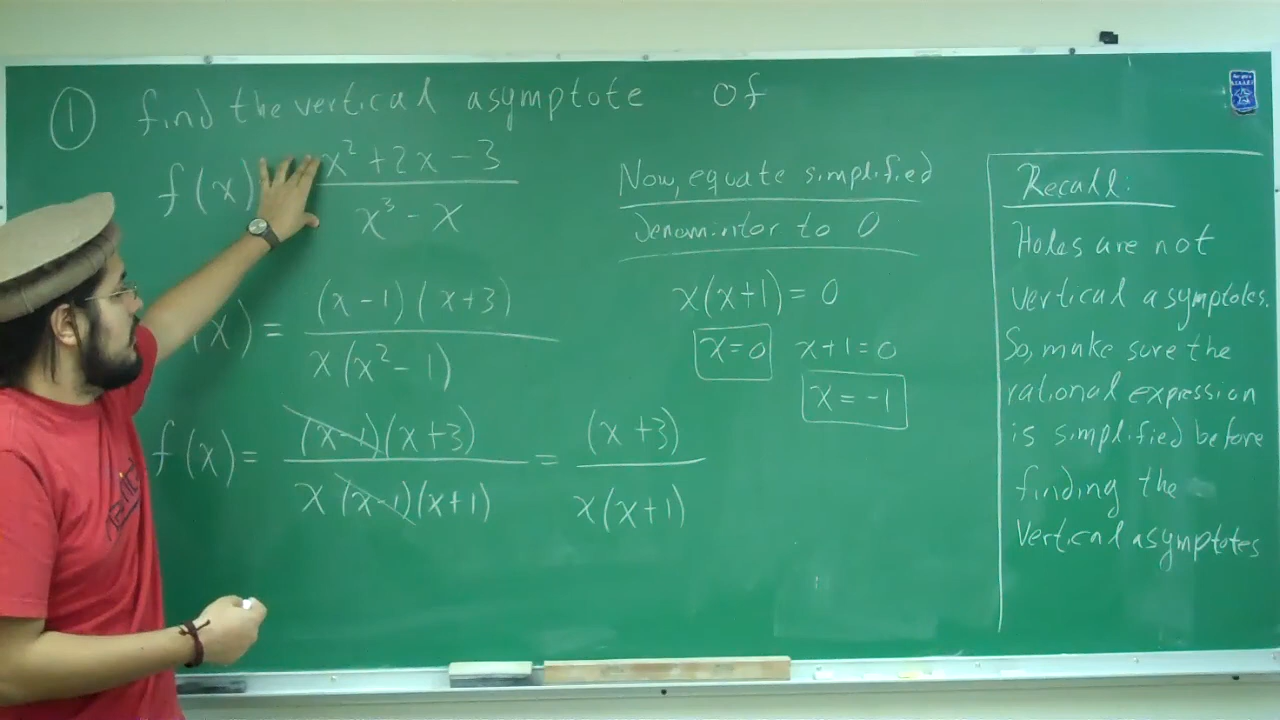 ① find the vertical asymptote of
f(x) x² + 2x - 3
x³ - x
(x) = (x - 1)(x + 3)
x(x² - 1)
f(x) = (x-1)(x+3) = (x+3)
x(x-1)(x+1) x(x+1)
Now, equate simplified
Denomintor to 0
x(x+1) = 0
x=0 x+1=0
x = -1
Recall:
Holes are not
vertical asymptotes.
So, make sure the
rational expression
is simplified before
finding the
Vertical asymptotes